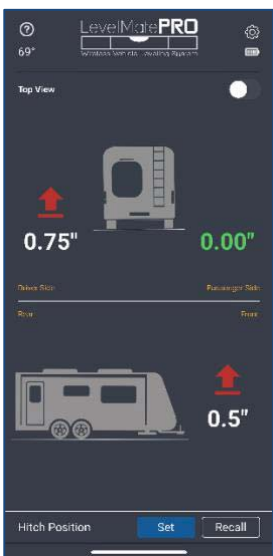 LevelMatePRO
69°
Wireless Vehicle Leveling System
Top View
0.75" 0.00"
Driver Side Passenger Side
Rear Front
0.5"
Hitch Position Set Recall